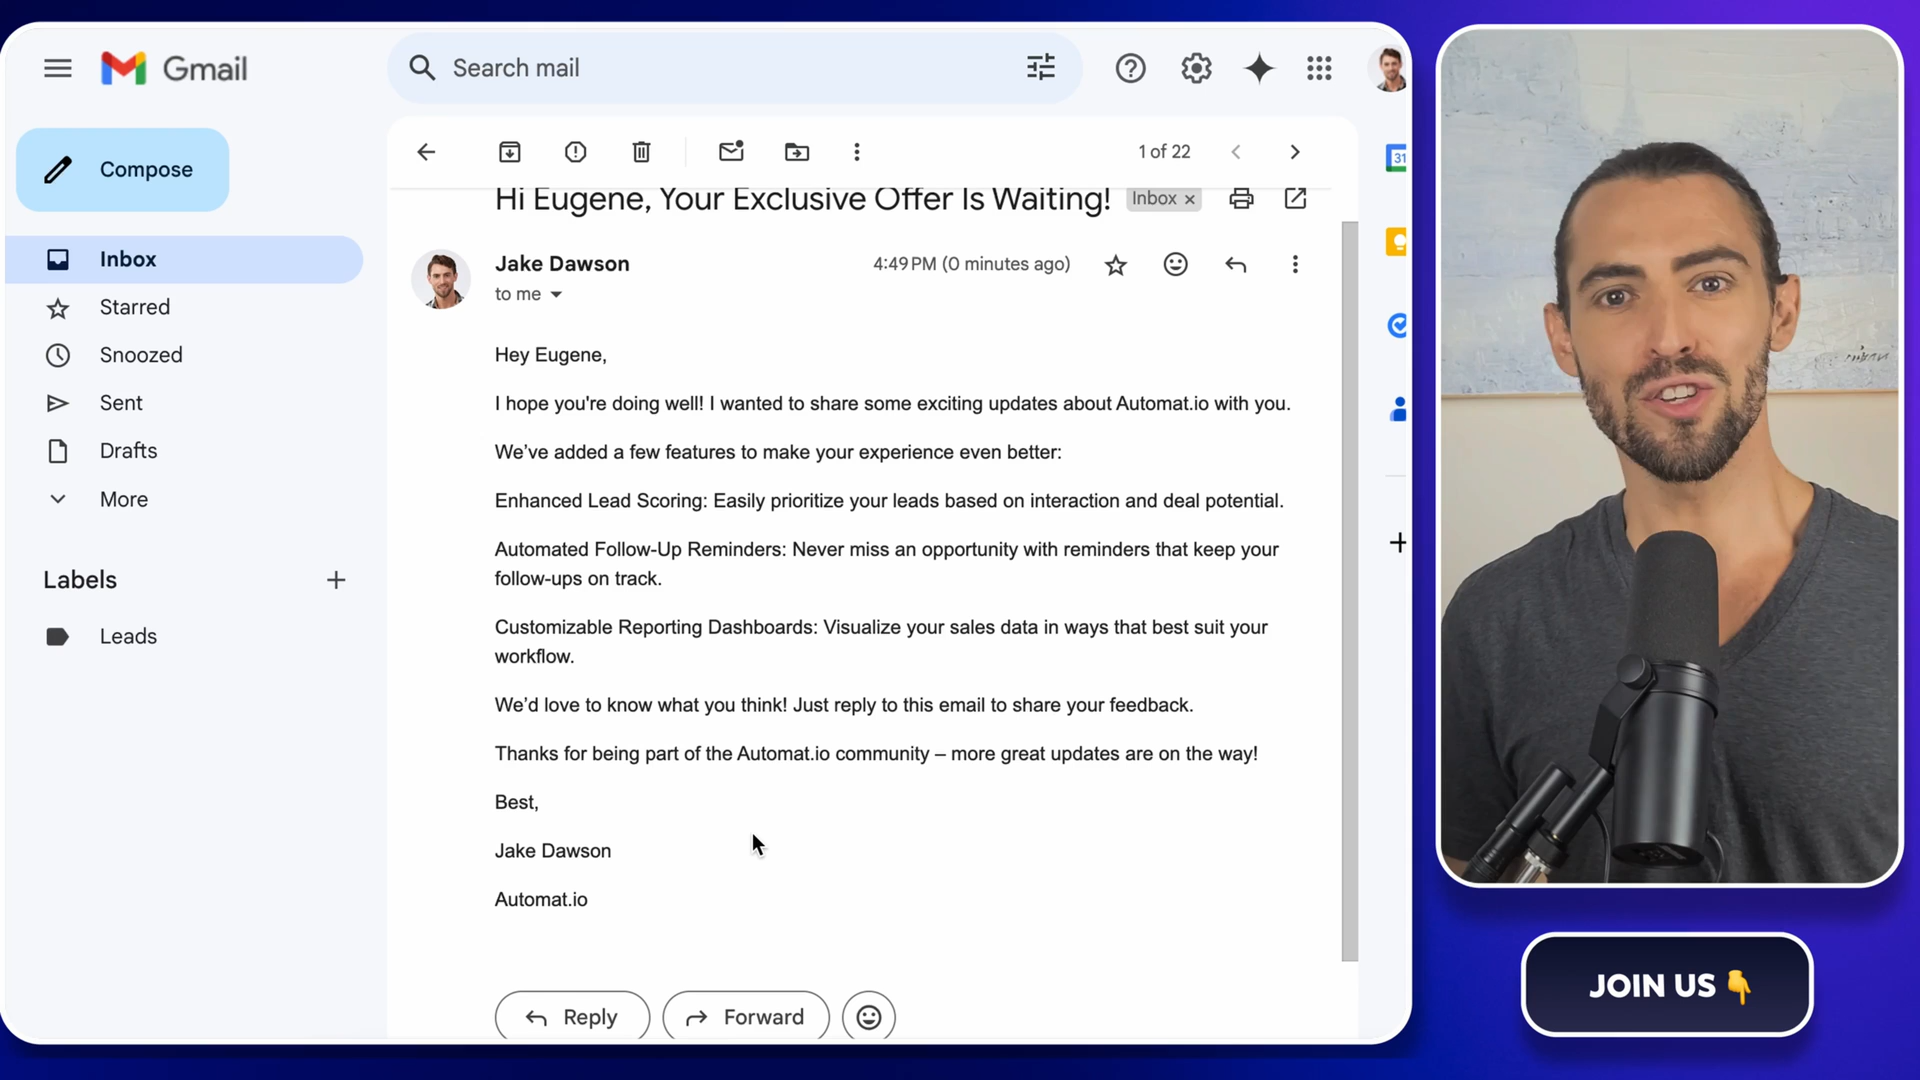 Gmail
Search mail
Compose
1 of 22
Hi Eugene, Your Exclusive Offer Is Waiting!
Inbox ×
Inbox
Starred
Snoozed
Sent
Drafts
More
Labels
Leads
Jake Dawson
4:49 PM (0 minutes ago)
to me
Hey Eugene,
I hope you're doing well! I wanted to share some exciting updates about Automat.io with you.
We’ve added a few features to make your experience even better:
Enhanced Lead Scoring: Easily prioritize your leads based on interaction and deal potential.
Automated Follow-Up Reminders: Never miss an opportunity with reminders that keep your
follow-ups on track.
Customizable Reporting Dashboards: Visualize your sales data in ways that best suit your
workflow.
We’d love to know what you think! Just reply to this email to share your feedback.
Thanks for being part of the Automat.io community – more great updates are on the way!
Best,
Jake Dawson
Automat.io
Reply
Forward
31
JOIN US 👇